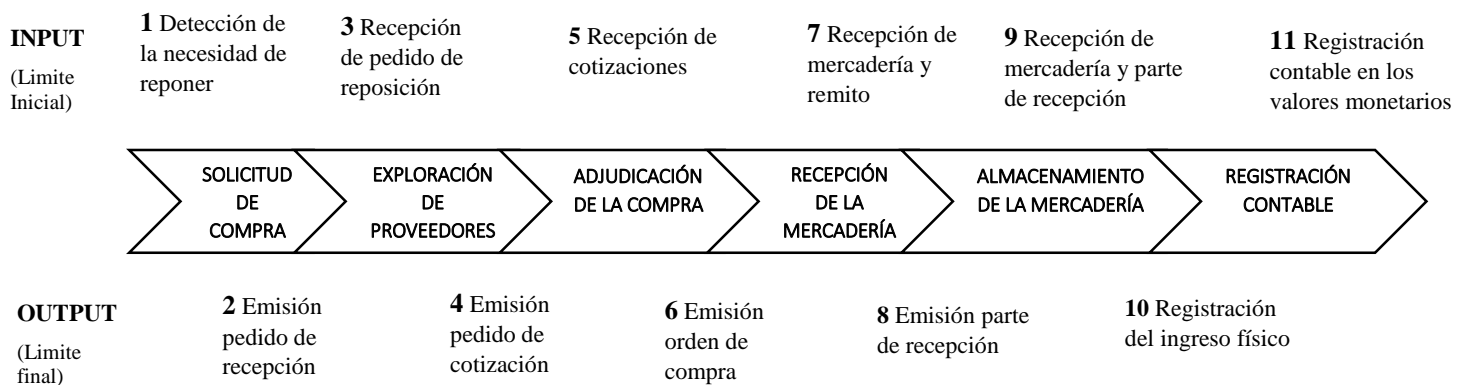 INPUT
(Limite
Inicial)
1 Detección de
la necesidad de
reponer
3 Recepción
de pedido de
reposición
5 Recepción de
cotizaciones
7 Recepción de
mercadería y
remito
9 Recepción de
mercadería y parte
de recepción
11 Registración
contable en los
valores monetarios
SOLICITUD
DE
COMPRA
EXPLORACIÓN
DE
PROVEEDORES
ADJUDICACIÓN
DE LA COMPRA
RECEPCIÓN
DE LA
MERCADERÍA
ALMACENAMIENTO
DE LA MERCADERÍA
REGISTRACIÓN
CONTABLE
OUTPUT
(Limite
final)
2 Emisión
pedido de
recepción
4 Emisión
pedido de
cotización
6 Emisión
orden de
compra
8 Emisión parte
de recepción
10 Registración
del ingreso físico